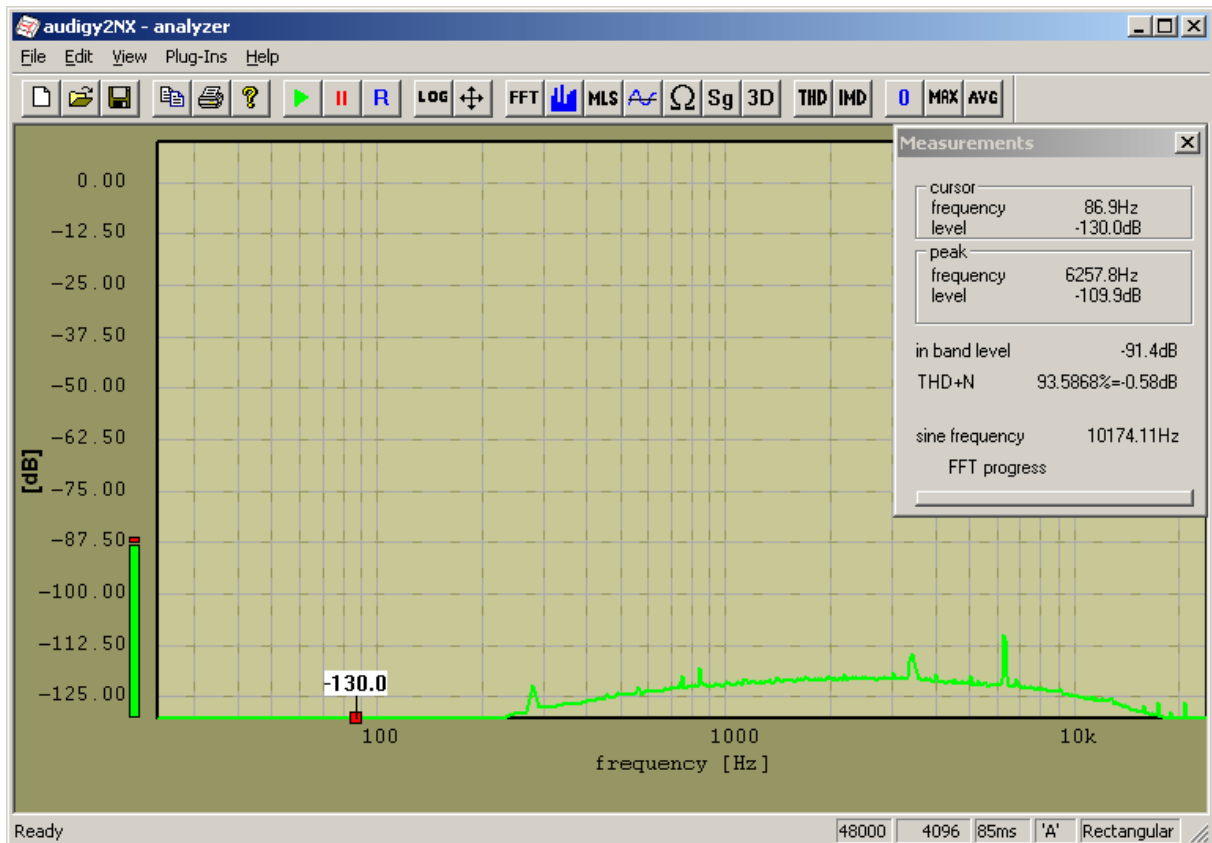 audigy2NX - analyzer
File Edit View Plug-Ins Help
R LOG FFT MLS Ω Sg 3D THD IMD 0 MAX AVG
Measurements
cursor
frequency 86.9Hz
level -130.0dB
peak
frequency 6257.8Hz
level -109.9dB
in band level -91.4dB
THD+N 93.5868%=-0.58dB
sine frequency 10174.11Hz
FFT progress
0.00
-12.50
-25.00
-37.50
-50.00
-62.50
[dB]
-75.00
-87.50
-100.00
-112.50
-125.00
-130.0
100 1000 10k
frequency [Hz]
Ready 48000 4096 85ms 'A' Rectangular